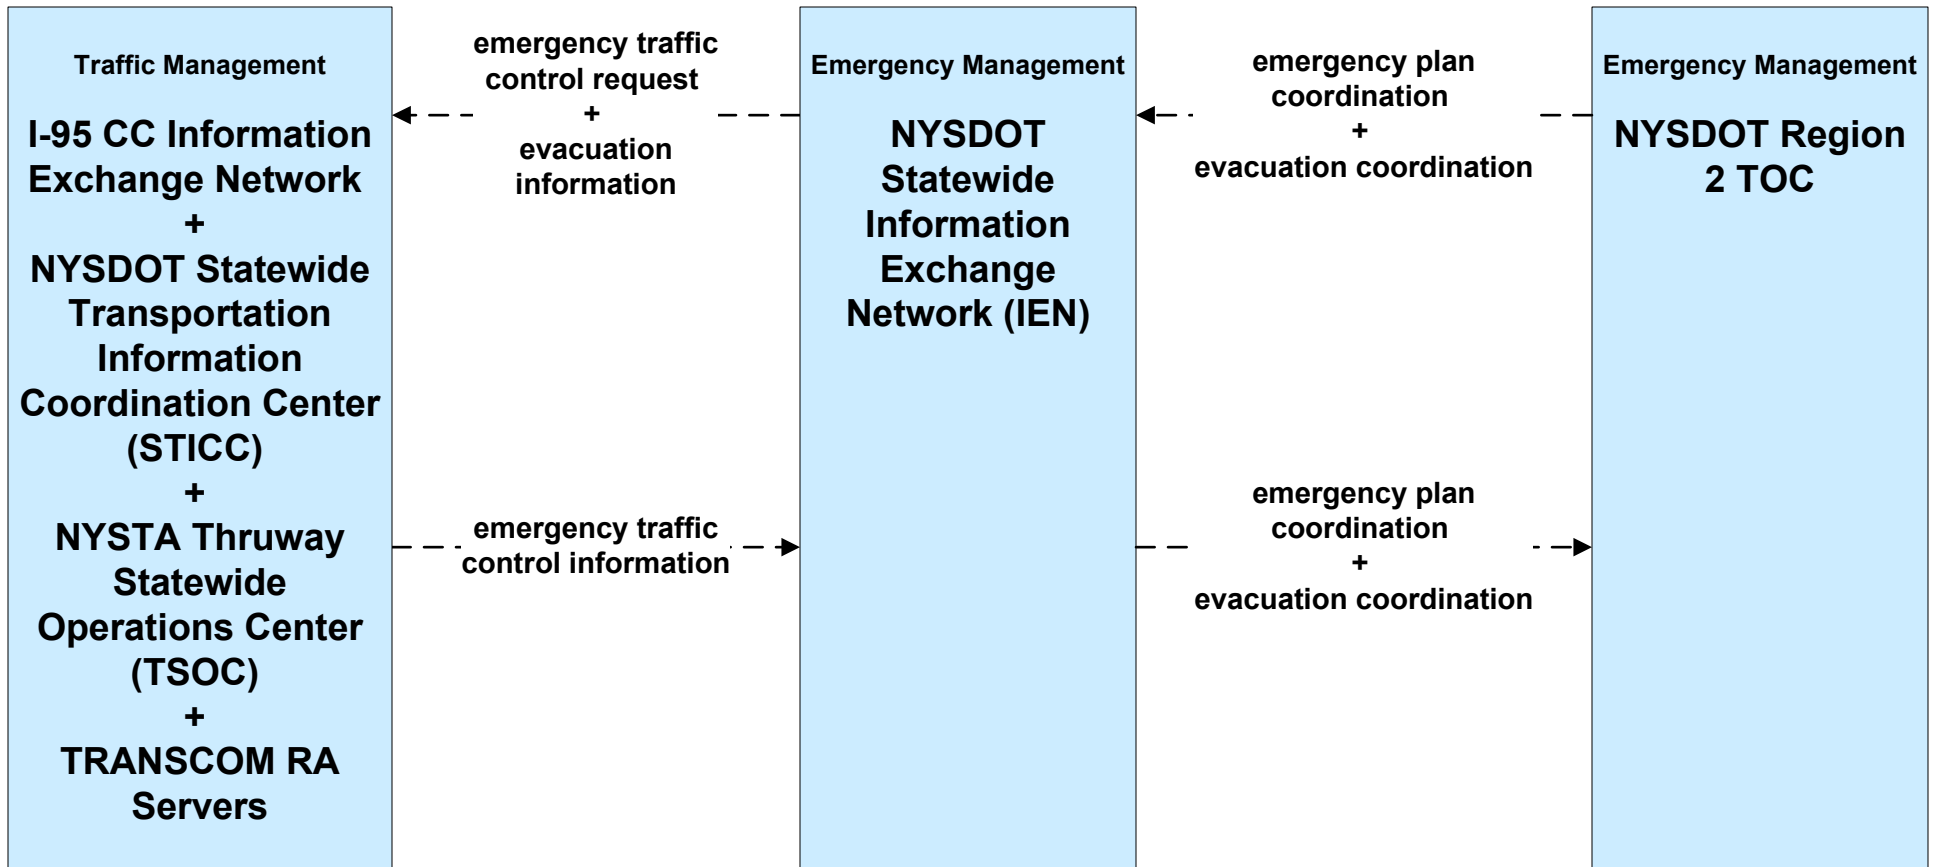 Traffic Management
I-95 CC Information
Exchange Network
+
NYSDOT Statewide
Transportation
Information
Coordination Center
(STICC)
+
NYSTA Thruway
Statewide
Operations Center
(TSOC)
+
TRANSCOM RA
Servers
emergency traffic
control request
+
evacuation
information
emergency traffic
control information
Emergency Management
NYSDOT
Statewide
Information
Exchange
Network (IEN)
emergency plan
coordination
+
evacuation coordination
emergency plan
coordination
+
evacuation coordination
Emergency Management
NYSDOT Region
2 TOC